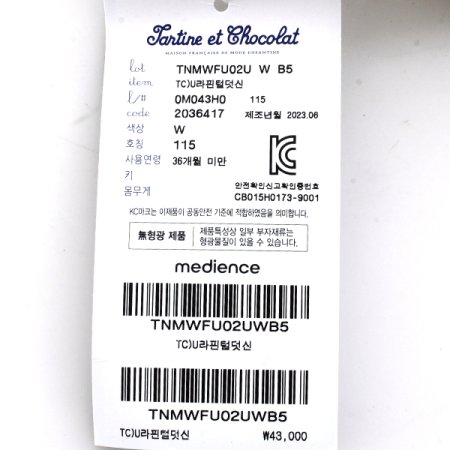 Tartine et Chocolat
MAISON FRANÇAISE DE MODE ENFANTINE
lot TNMWFU02U W B5
item TC)U라핀털덧신
f/# 0M043H0 115
code 2036417 제조년월 2023.06
색상 W
호칭 115
사용연령 36개월 미만
키
몸무게
안전확인신고확인증번호
CB015H0173-9001
KC마크는 이제품이 공통안전 기준에 적합하였음을 의미합니다.
無형광 제품 제품특성상 일부 부자재류는
형광물질이 있을 수 있습니다.
medience
TNMWFU02UWB5
TC)U라핀털덧신
TNMWFU02UWB5
TC)U라핀털덧신 ₩43,000